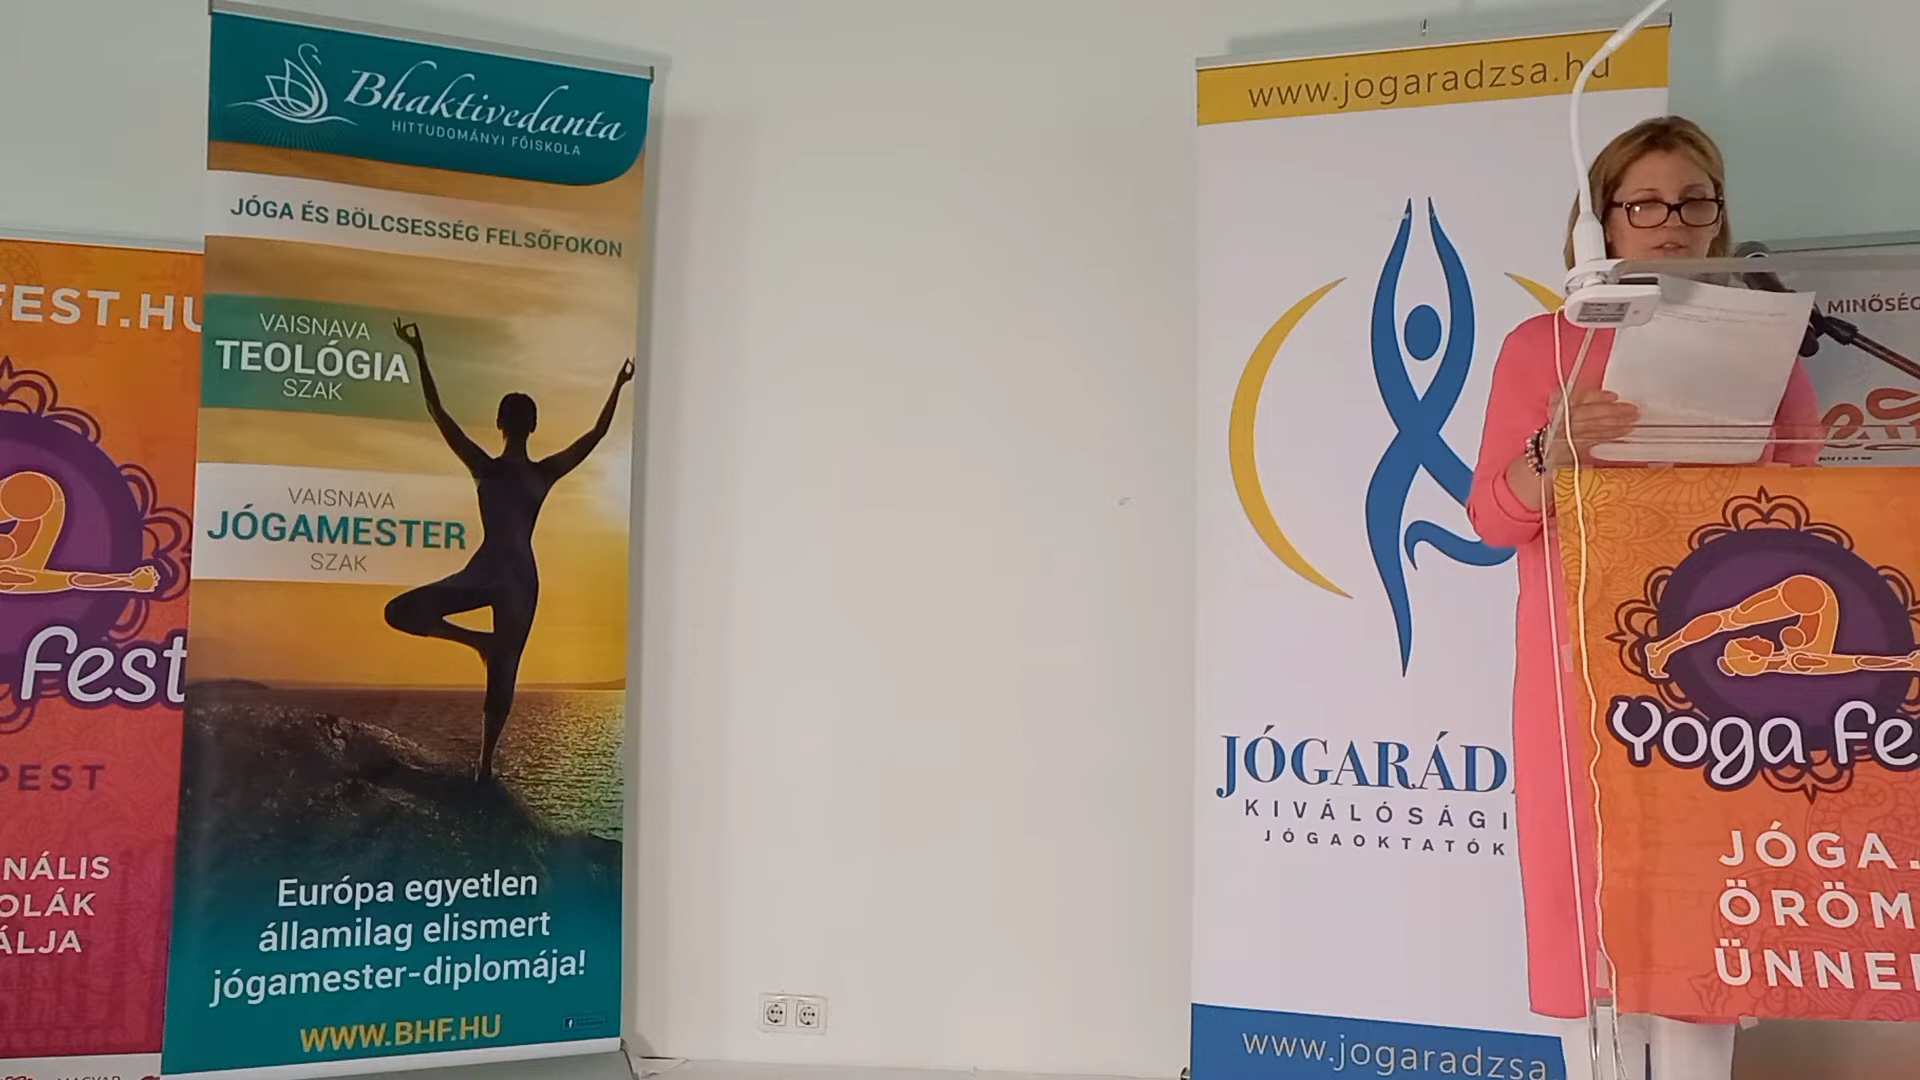 FEST.HU
Fest
PEST
NÁLIS
OLÁK
ÁLJA
Bhaktivedanta
HITTUDOMÁNYI FŐISKOLA
JÓGA ÉS BÖLCSESSÉG FELSŐFOKON
VAISNAVA
TEOLÓGIA
SZAK
VAISNAVA
JÓGAMESTER
SZAK
Európa egyetlen
államilag elismert
jógamester-diplomája!
WWW.BHF.HU
www.jogaradzsa.hu
JÓGARÁD
KIVÁLÓSÁGI
JÓGAOKTATÓK
www.jogaradzsa.
MINŐSÉG
Yoga Fe
JÓGA.
ÖRÖM
ÜNNE